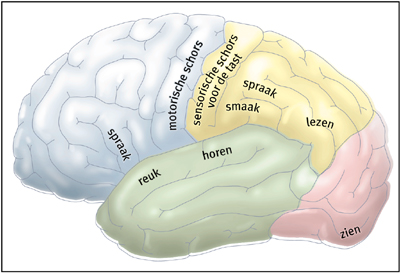 motorische schors
sensorische schors
voor de tast
spraak
smaak
lezen
spraak
horen
reuk
zien